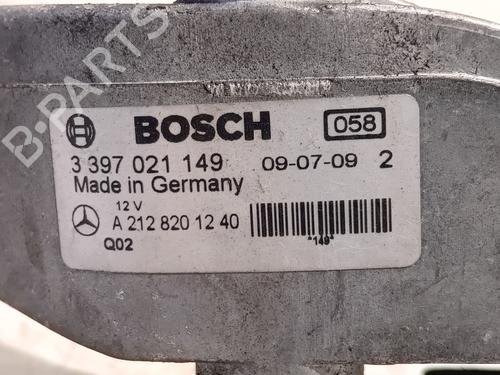 BOSCH 058
3 397 021 149 09-07-09 2
Made in Germany
12 V
A 212 820 12 40
Q02 *149*
B-PARTS